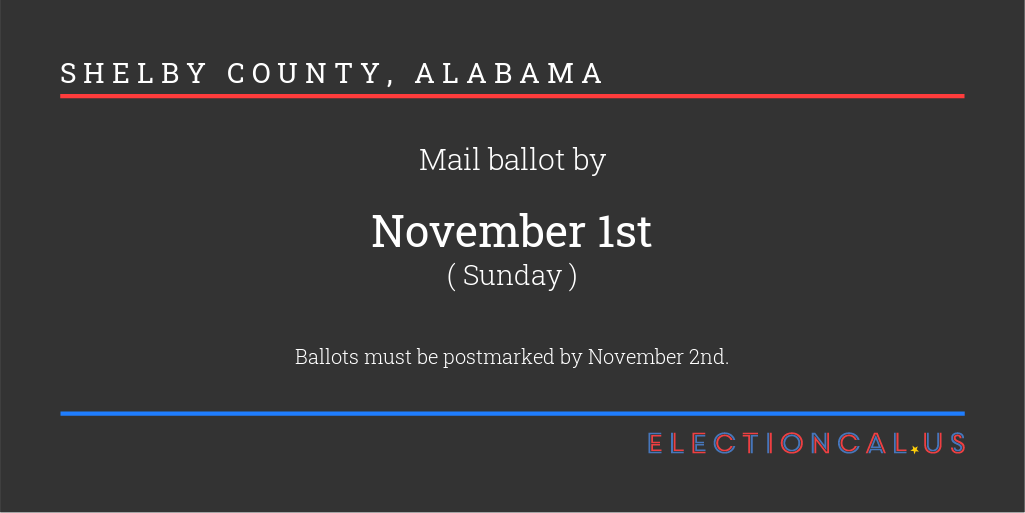 SHELBY COUNTY, ALABAMA
Mail ballot by
November 1st
( Sunday )
Ballots must be postmarked by November 2nd.
ELECTIONCAL.US